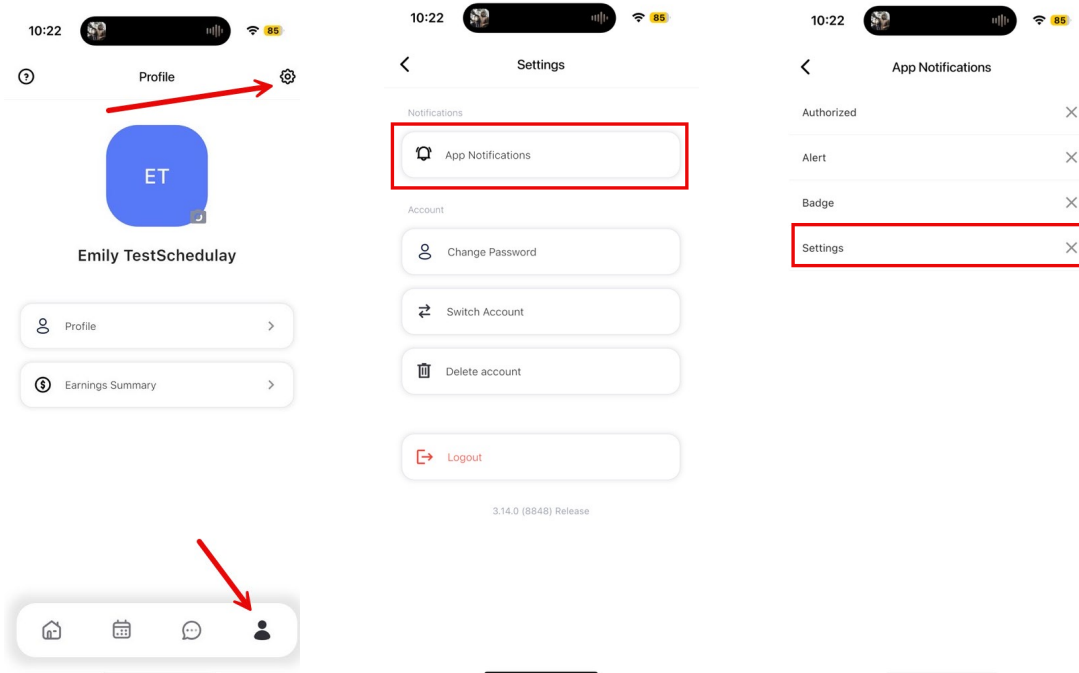 10:22
85
Profile
ET
Emily TestSchedulay
Profile
Earnings Summary
10:22
85
Settings
Notifications
App Notifications
Account
Change Password
Switch Account
Delete account
Logout
3.14.0 (8848) Release
10:22
85
App Notifications
Authorized
Alert
Badge
Settings